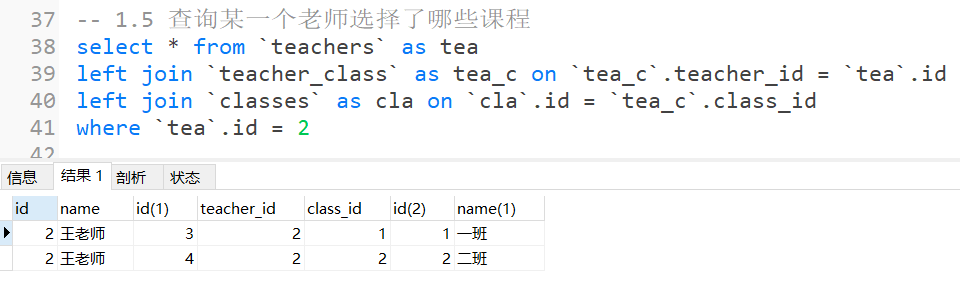 37 -- 1.5 查询某一个老师选择了哪些课程
38 select * from `teachers` as tea
39 left join `teacher_class` as tea_c on `tea_c`.teacher_id = `tea`.id
40 left join `classes` as cla on `cla`.id = `tea_c`.class_id
41 where `tea`.id = 2
42
信息 结果 1 剖析 状态
id name id(1) teacher_id class_id id(2) name(1)
2 王老师 3 2 1 1 一班
2 王老师 4 2 2 2 二班